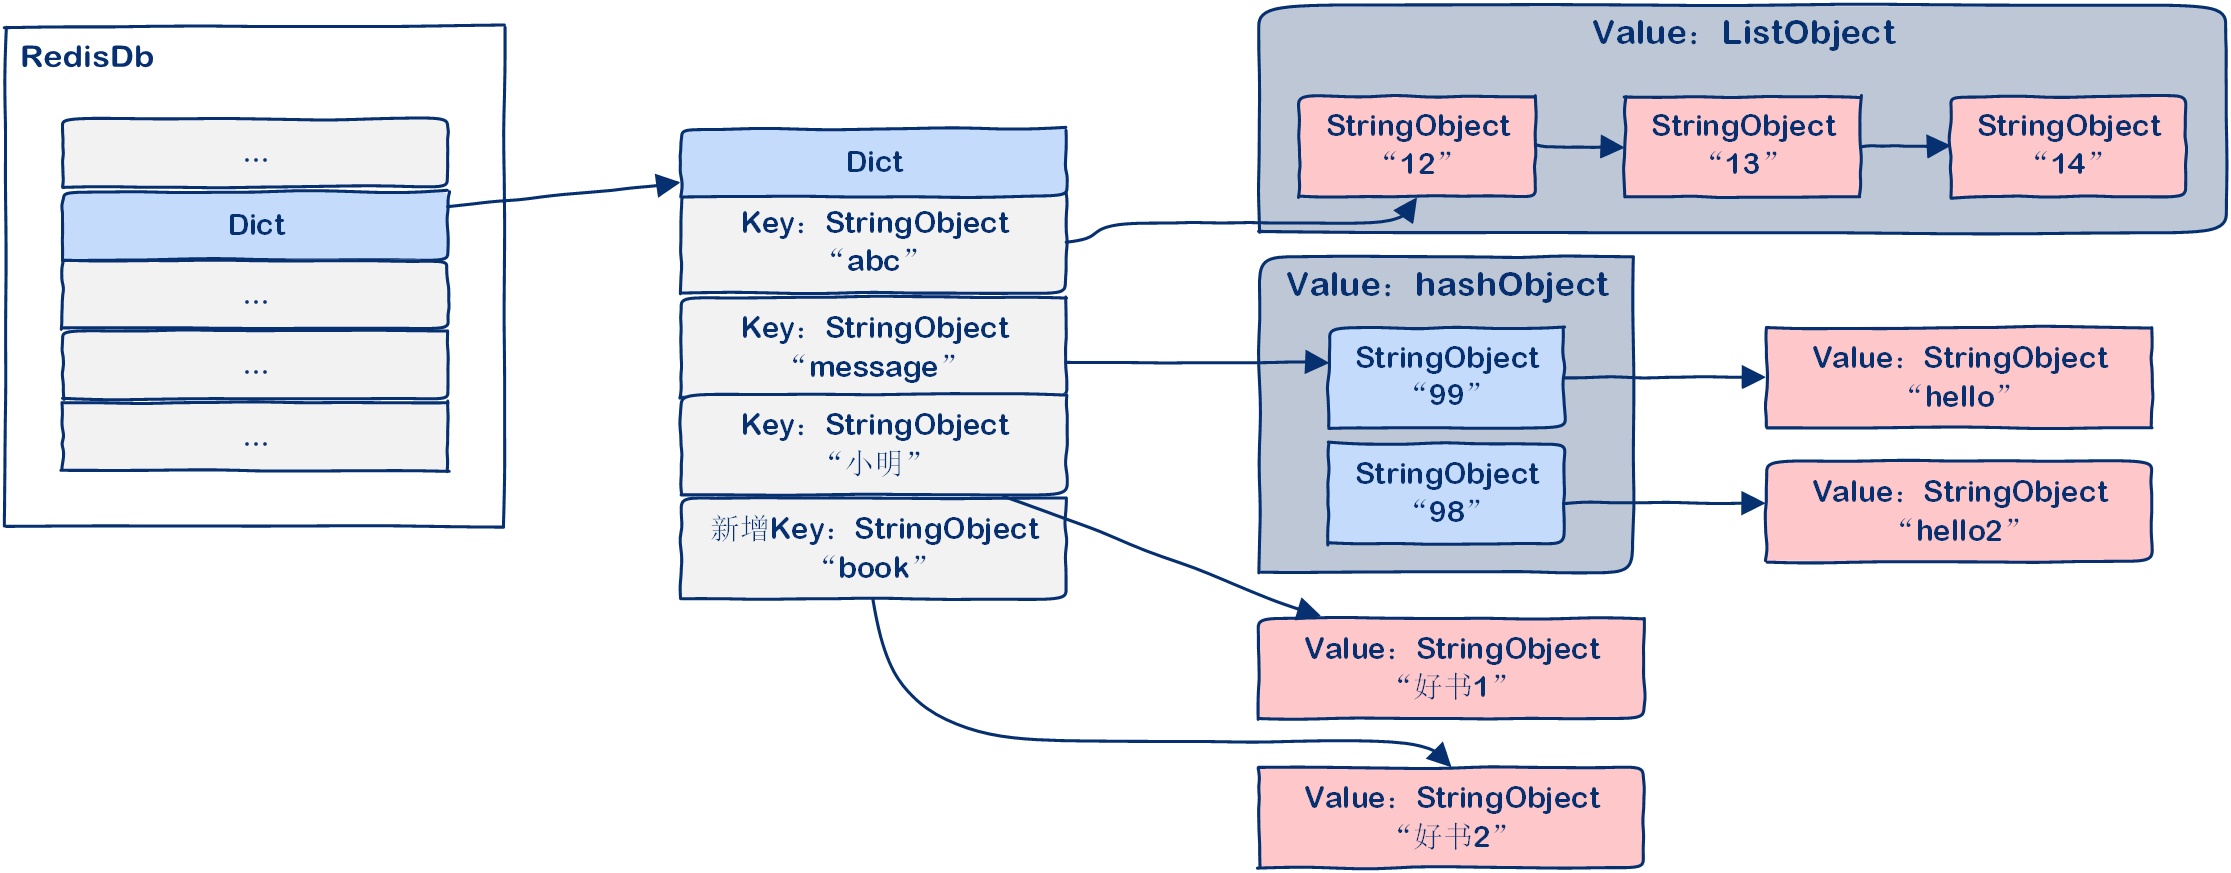 RedisDb
...
Dict
...
...
...
Dict
Key：StringObject
“abc”
Key：StringObject
“message”
Key：StringObject
“小明”
新增Key：StringObject
“book”
Value：ListObject
StringObject
“12”
StringObject
“13”
StringObject
“14”
Value：hashObject
StringObject
“99”
StringObject
“98”
Value：StringObject
“hello”
Value：StringObject
“hello2”
Value：StringObject
“好书1”
Value：StringObject
“好书2”